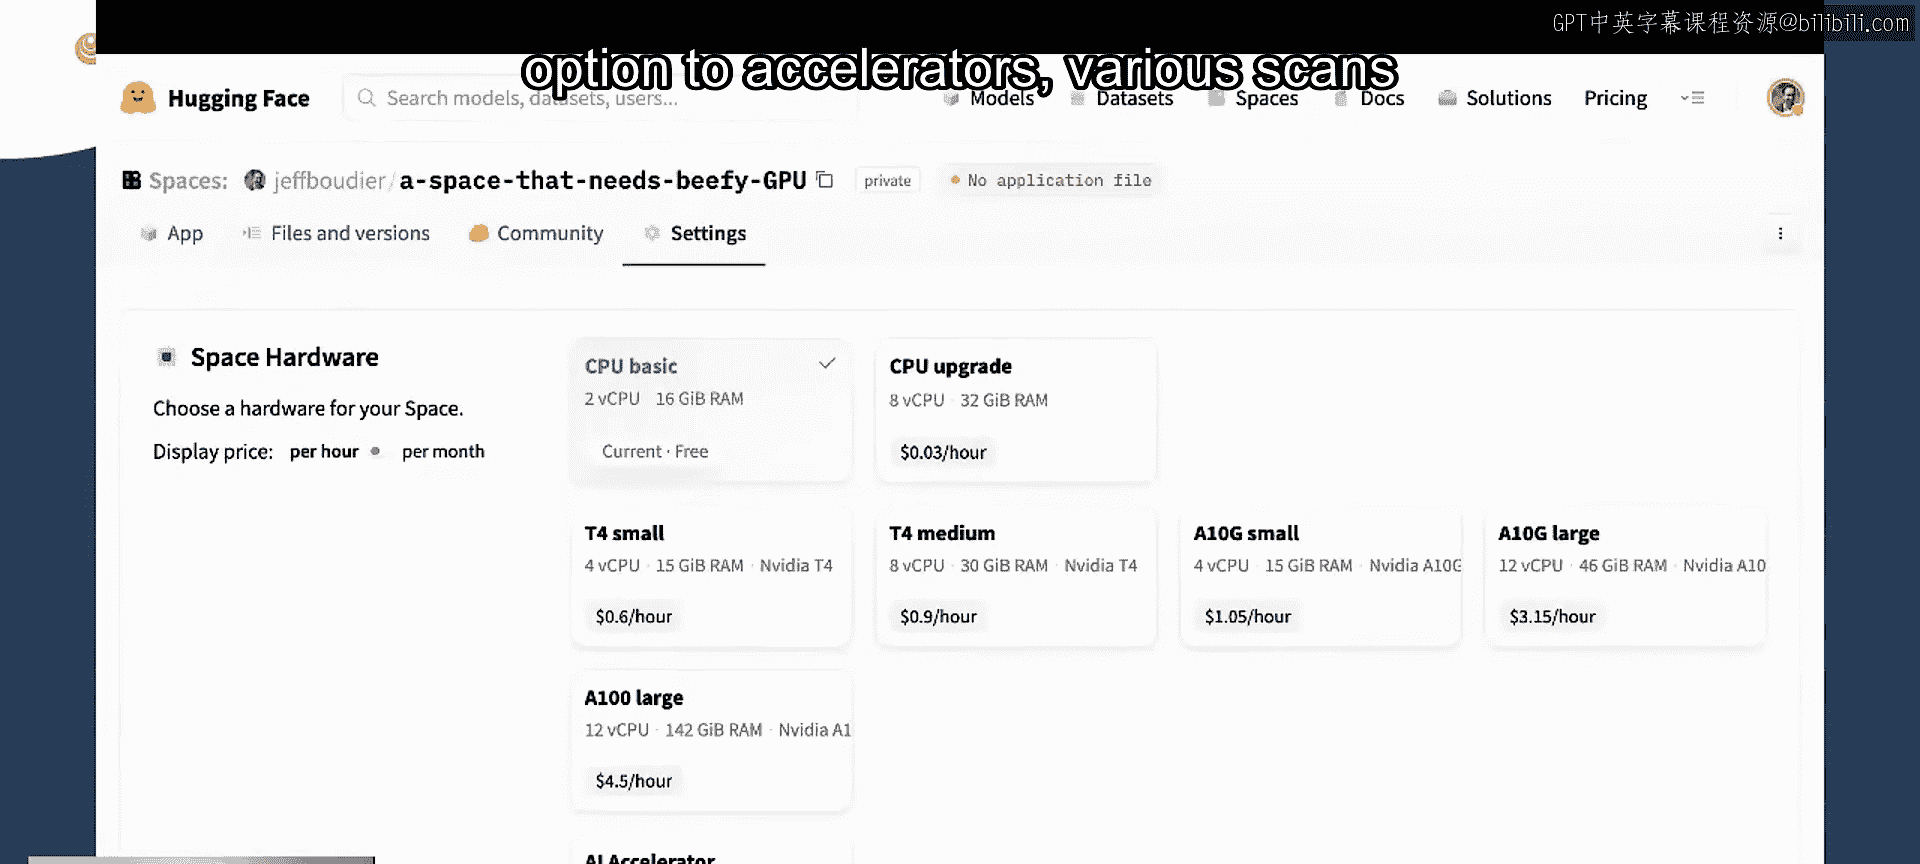 GPT中英字幕课程资源@bilibili.com
option to accelerators, various scans
Hugging Face
Search models, datasets, users...
Models
Datasets
Spaces
Docs
Solutions
Pricing
Spaces: jeffboudier/a-space-that-needs-beefy-GPU
private
No application file
App
Files and versions
Community
Settings
Space Hardware
Choose a hardware for your Space.
Display price: per hour per month
CPU basic
2 vCPU 16 GiB RAM
Current · Free
CPU upgrade
8 vCPU · 32 GiB RAM
$0.03/hour
T4 small
4 vCPU · 15 GiB RAM · Nvidia T4
$0.6/hour
T4 medium
8 vCPU · 30 GiB RAM · Nvidia T4
$0.9/hour
A10G small
4 vCPU · 15 GiB RAM · Nvidia A10G
$1.05/hour
A10G large
12 vCPU · 46 GiB RAM · Nvidia A10
$3.15/hour
A100 large
12 vCPU · 142 GiB RAM · Nvidia A1
$4.5/hour
AI Accelerator